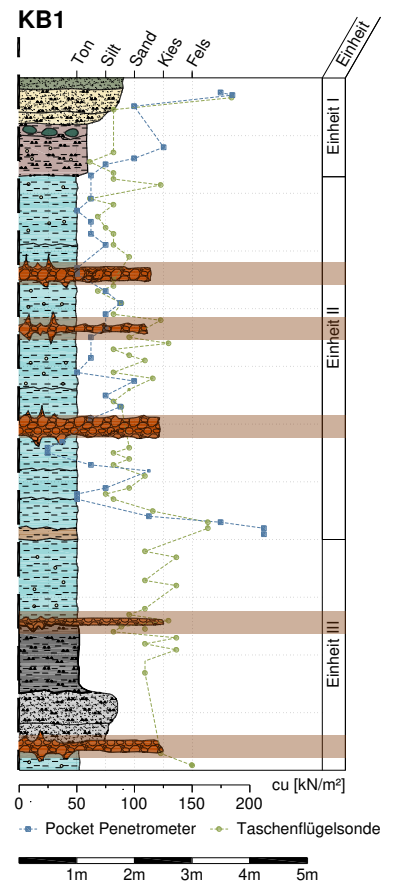 KB1
Ton
Silt
Sand
Kies
Fels
Einheit
Einheit I
Einheit II
Einheit III
cu [kN/m²]
0 50 100 150 200
Pocket Penetrometer Taschenflügelsonde
1m 2m 3m 4m 5m